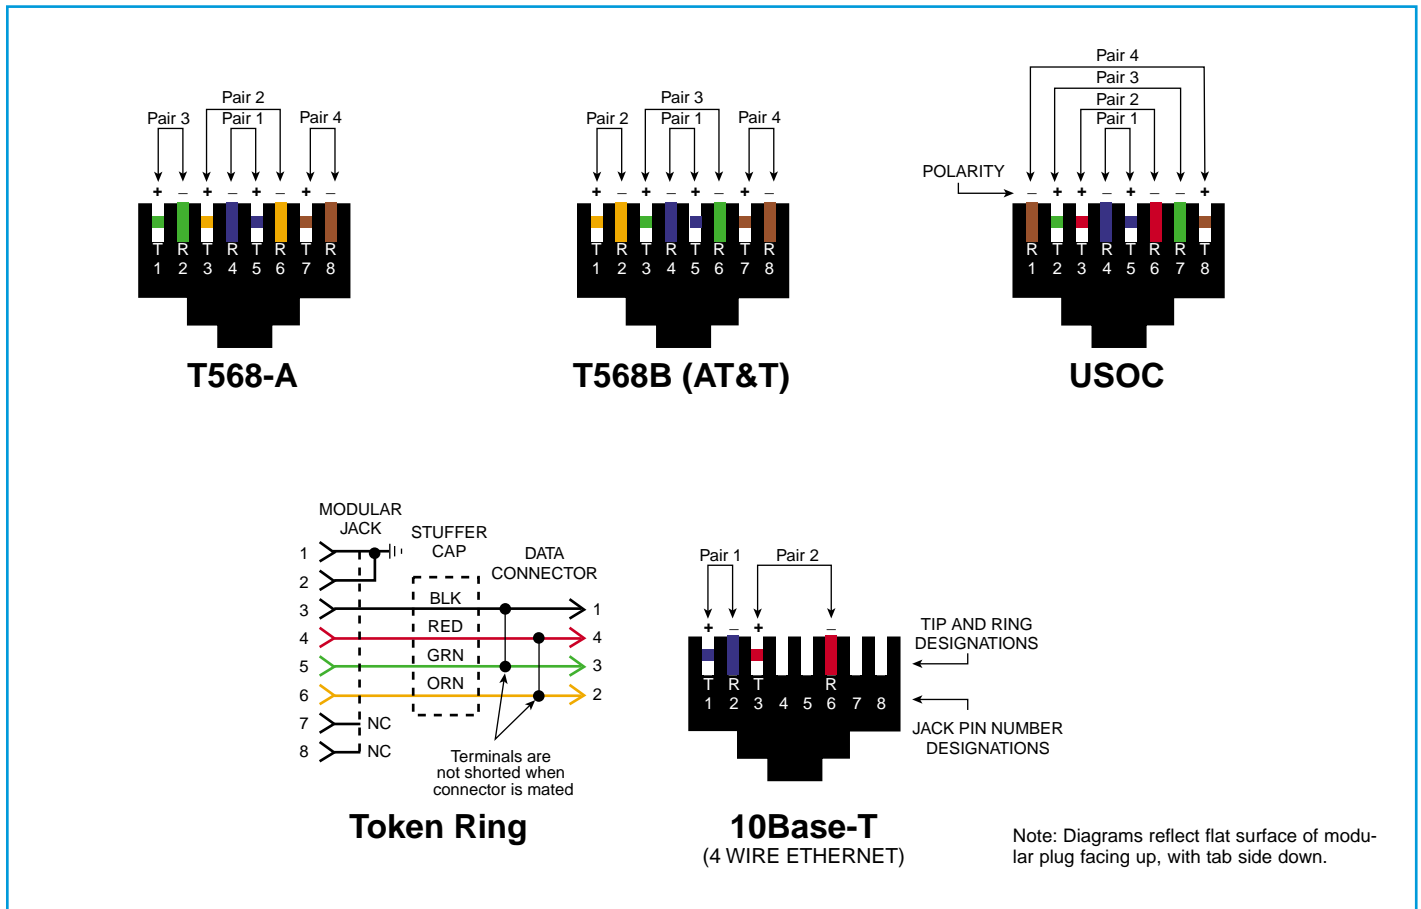 Pair 2
Pair 3 Pair 1 Pair 4
+ – + – + – + –
T R T R T R T R
1 2 3 4 5 6 7 8
T568-A
Pair 3
Pair 2 Pair 1 Pair 4
+ – + – + – + –
T R T R T R T R
1 2 3 4 5 6 7 8
T568B (AT&T)
Pair 4
Pair 3
Pair 2
Pair 1
POLARITY
– + + – + – – +
R T T R T R R T
1 2 3 4 5 6 7 8
USOC
MODULAR
JACK
STUFFER
CAP
DATA
CONNECTOR
1
2
3 BLK 1
4 RED 4
5 GRN 3
6 ORN 2
7 NC
8 NC
Terminals are
not shorted when
connector is mated
Token Ring
Pair 1 Pair 2
+ – + –
T R T R
1 2 3 4 5 6 7 8
TIP AND RING
DESIGNATIONS
JACK PIN NUMBER
DESIGNATIONS
10Base-T
(4 WIRE ETHERNET)
Note: Diagrams reflect flat surface of modu-
lar plug facing up, with tab side down.